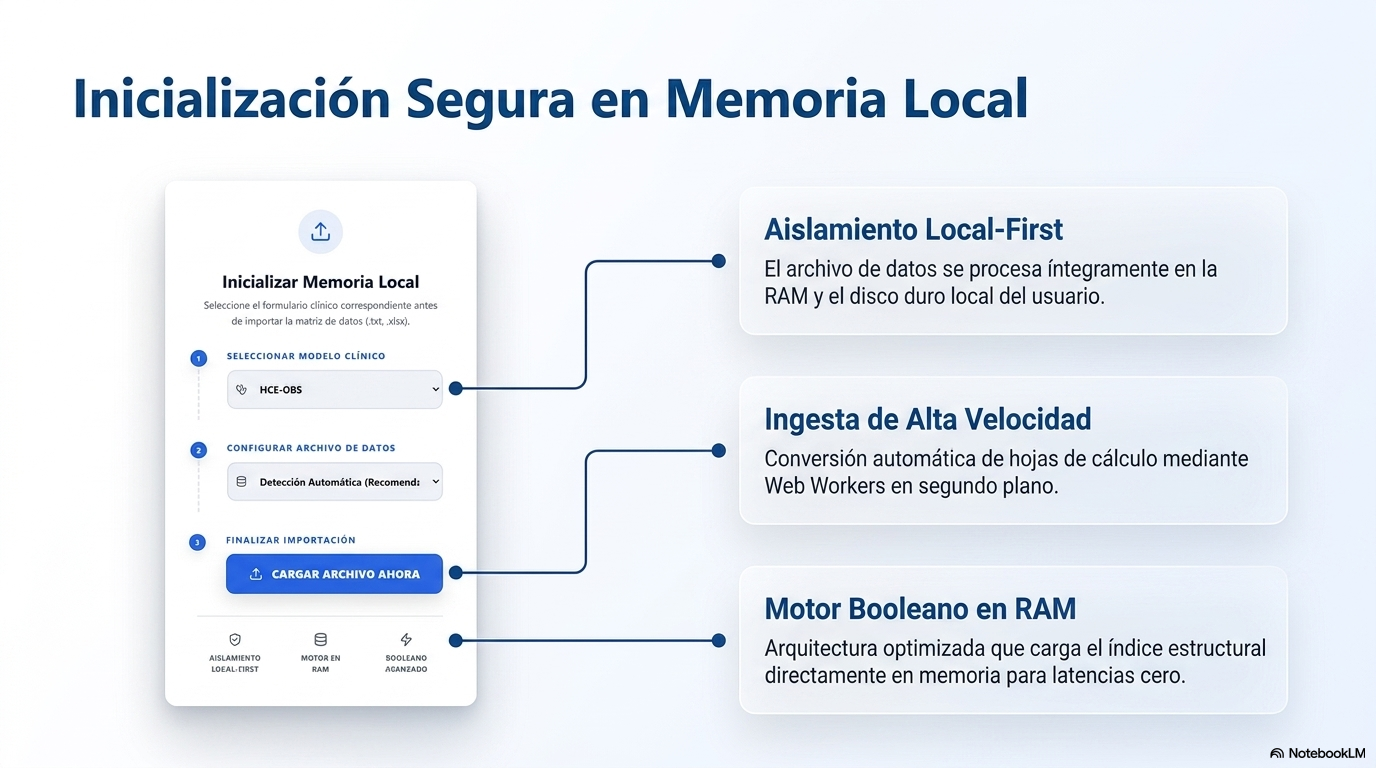 Inicialización Segura en Memoria Local
Inicializar Memoria Local
Seleccione el formulario clínico correspondiente antes
de importar la matriz de datos (.txt, .xlsx).
1
SELECCIONAR MODELO CLÍNICO
HCE-OBS
2
CONFIGURAR ARCHIVO DE DATOS
Detección Automática (Recomend
3
FINALIZAR IMPORTACIÓN
CARGAR ARCHIVO AHORA
AISLAMIENTO
LOCAL-FIRST
MOTOR EN
RAM
BOOLEANO
AGANZADO
Aislamiento Local-First
El archivo de datos se procesa íntegramente en la
RAM y el disco duro local del usuario.
Ingesta de Alta Velocidad
Conversión automática de hojas de cálculo mediante
Web Workers en segundo plano.
Motor Booleano en RAM
Arquitectura optimizada que carga el índice estructural
directamente en memoria para latencias cero.
NotebookLM